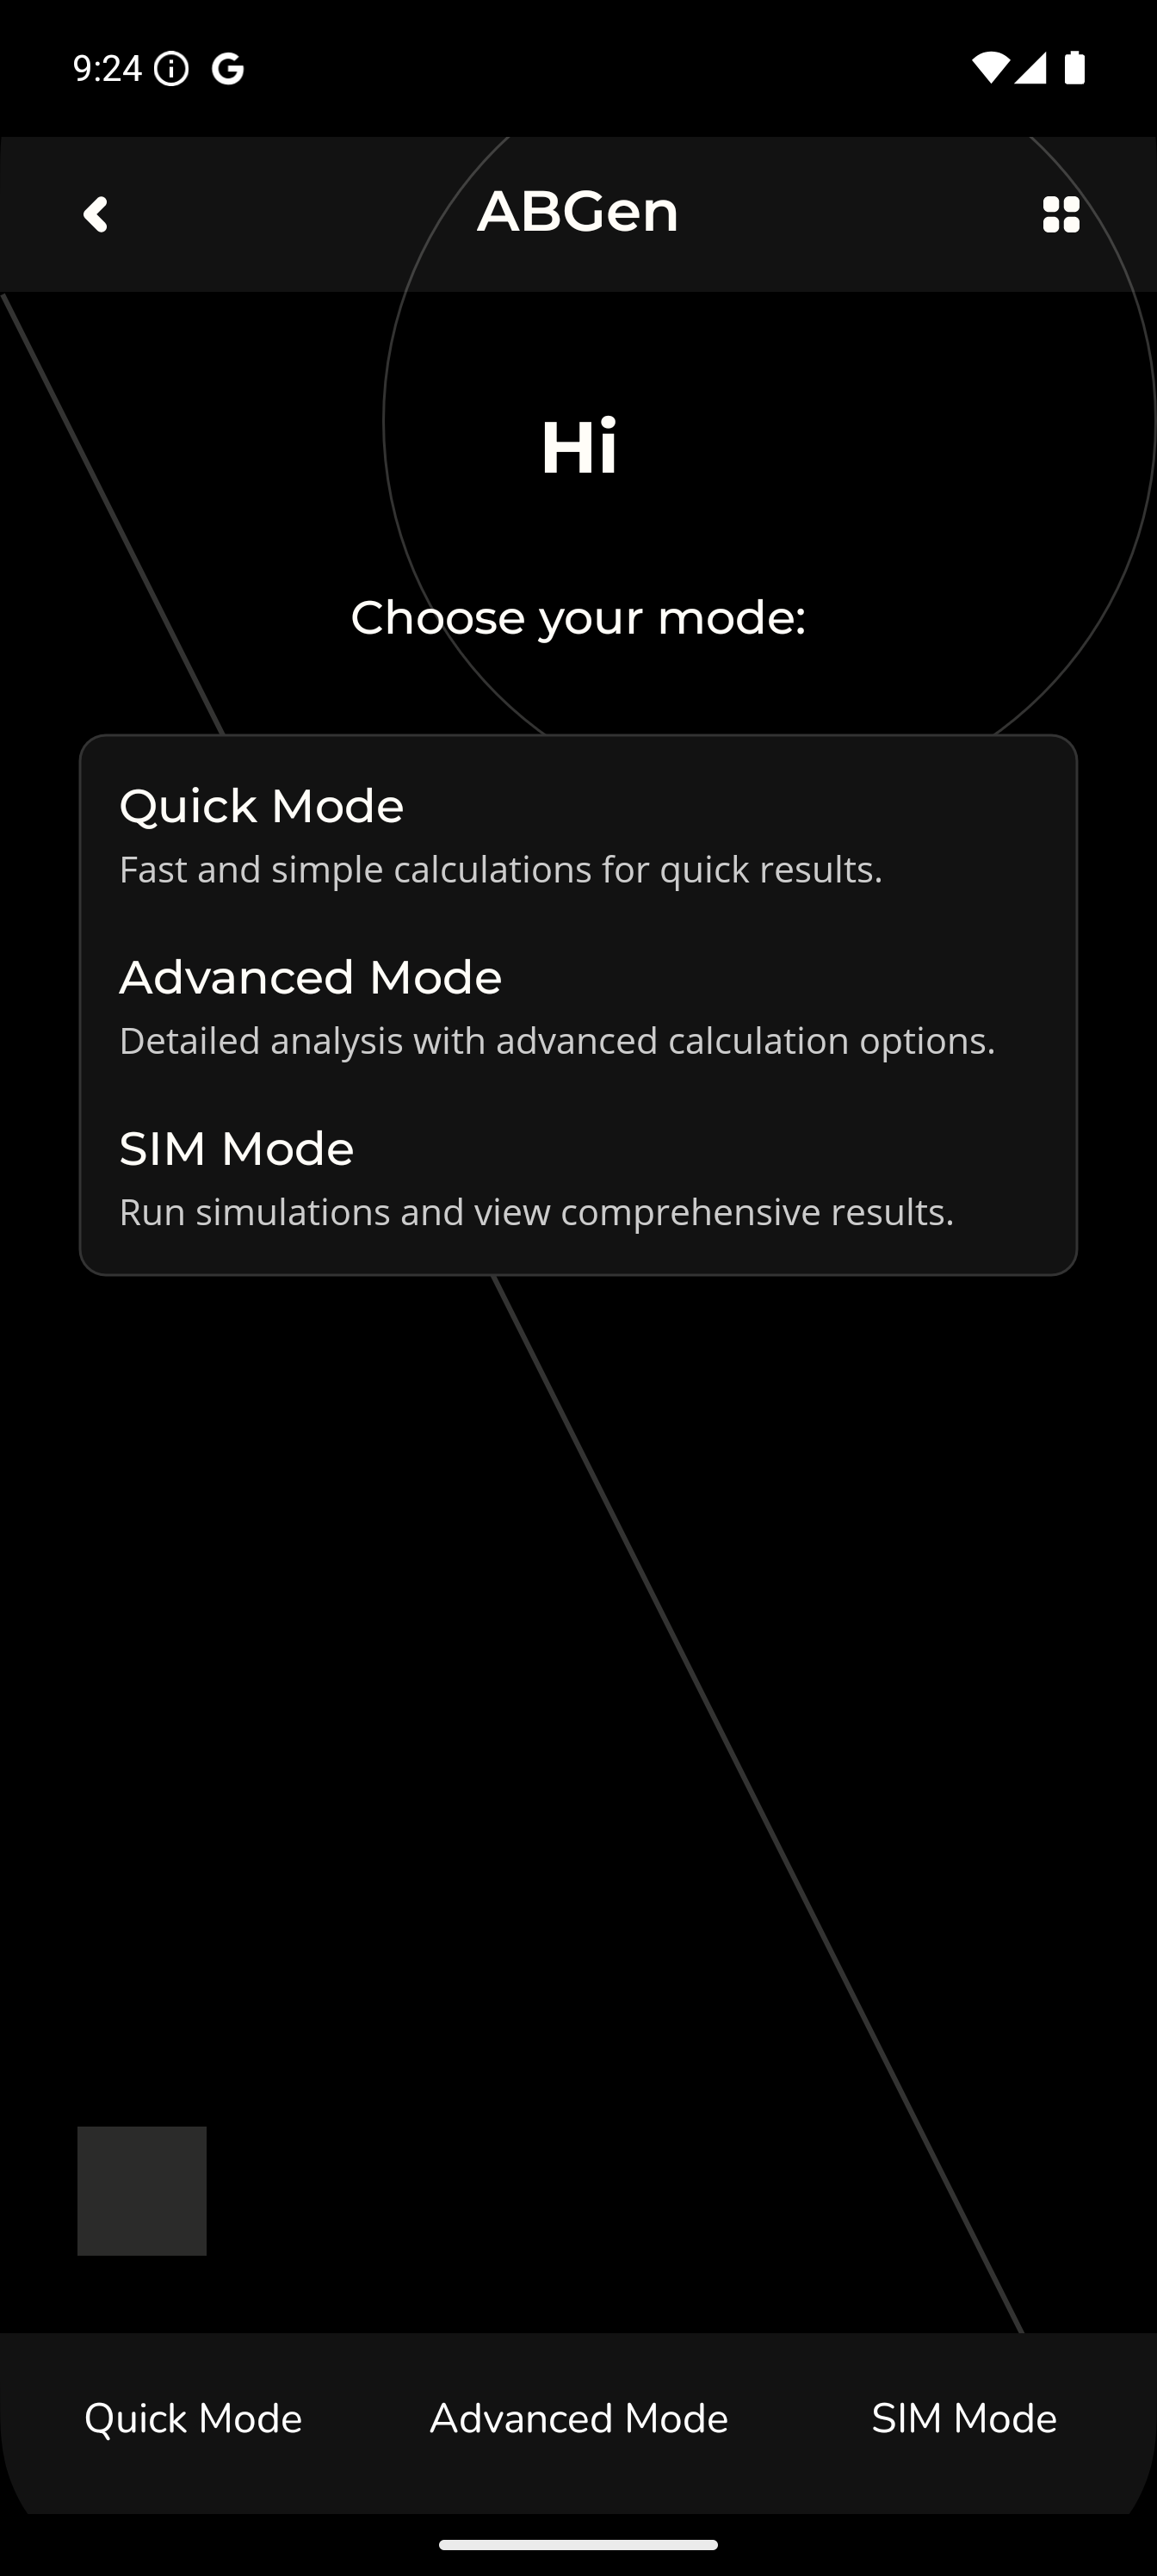 9:24
ABGen
Hi
Choose your mode:
Quick Mode
Fast and simple calculations for quick results.
Advanced Mode
Detailed analysis with advanced calculation options.
SIM Mode
Run simulations and view comprehensive results.
Quick Mode Advanced Mode SIM Mode